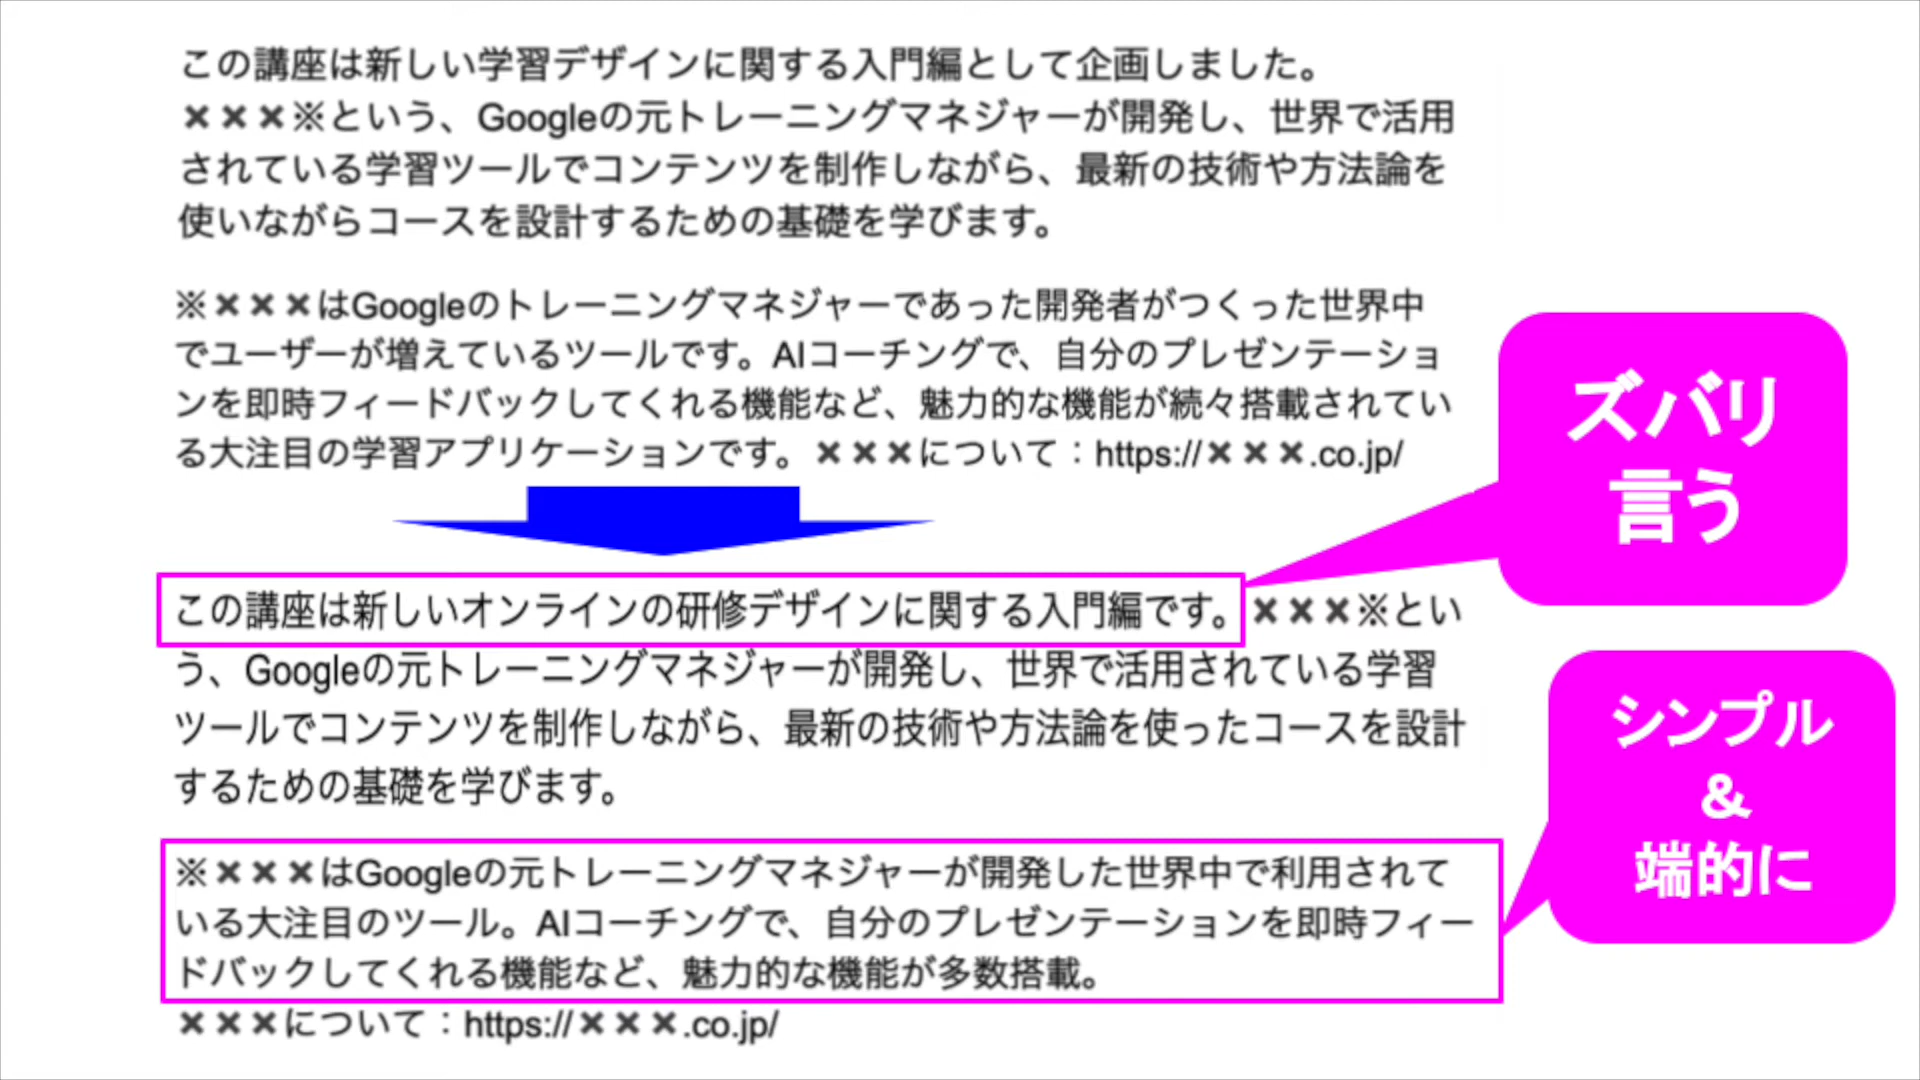 この講座は新しい学習デザインに関する入門編として企画しました。
×××※という、Googleの元トレーニングマネジャーが開発し、世界で活用
されている学習ツールでコンテンツを制作しながら、最新の技術や方法論を
使いながらコースを設計するための基礎を学びます。
※×××はGoogleのトレーニングマネジャーであった開発者がつくった世界中
でユーザーが増えているツールです。AIコーチングで、自分のプレゼンテーショ
ンを即時フィードバックしてくれる機能など、魅力的な機能が続々搭載されてい
る大注目の学習アプリケーションです。×××について：https://×××.co.jp/
ズバリ
言う
この講座は新しいオンラインの研修デザインに関する入門編です。×××※とい
う、Googleの元トレーニングマネジャーが開発し、世界で活用されている学習
ツールでコンテンツを制作しながら、最新の技術や方法論を使ったコースを設計
するための基礎を学びます。
シンプル
&
端的に
※×××はGoogleの元トレーニングマネジャーが開発した世界中で利用されて
いる大注目のツール。AIコーチングで、自分のプレゼンテーションを即時フィー
ドバックしてくれる機能など、魅力的な機能が多数搭載。
×××について：https://×××.co.jp/